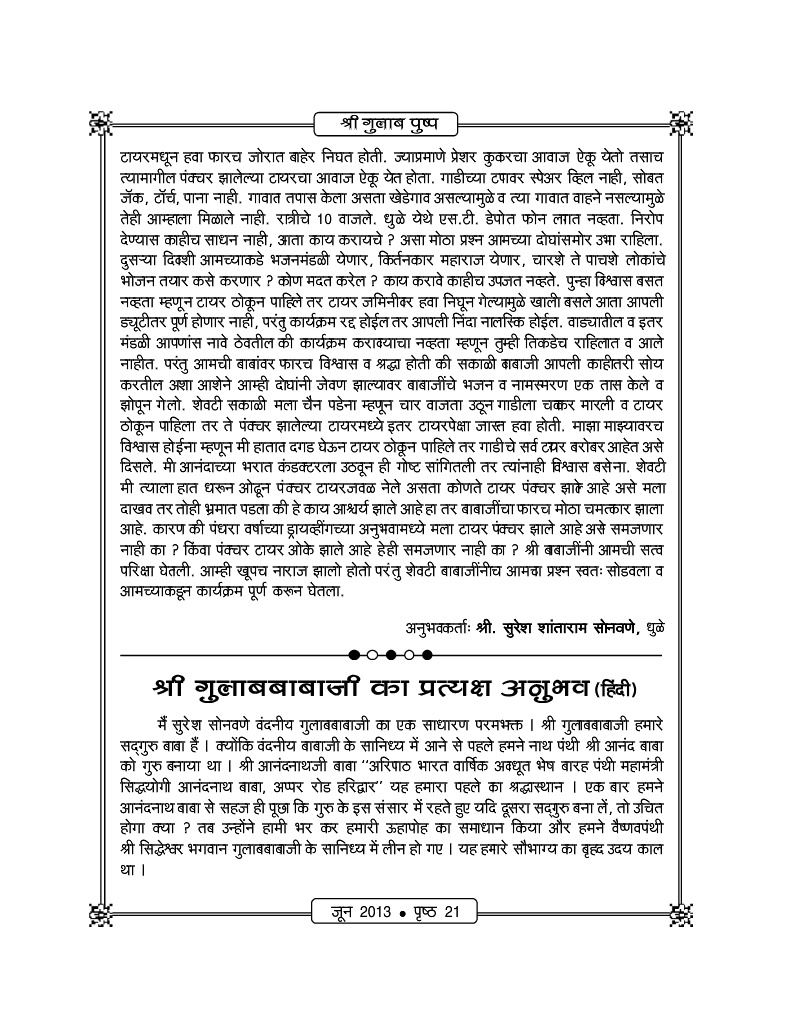 श्री गुलाब पुष्प
टायरमधून हवा फारच जोरात बाहेर निघत होती. ज्याप्रमाणे प्रेशर कुकरचा आवाज ऐकू येतो तसाच
त्यामागील पंक्चर झालेल्या टायरचा आवाज ऐकू येत होता. गाडीच्या टपावर स्पेअर व्हिल नाही, सोबत
जॅक, टॉर्च, पाना नाही. गावात तपास केला असता खेडेगाव असल्यामुळे व त्या गावात वाहने नसल्यामुळे
तेही आम्हाला मिळाले नाही. रात्रीचे 10 वाजले. धुळे येथे एस.टी. डेपोत फोन लागत नव्हता. निरोप
देण्यास काहीच साधन नाही, आता काय करायचे ? असा मोठा प्रश्न आमच्या दोघांसमोर उभा राहिला.
दुसऱ्या दिवशी आमच्याकडे भजनमंडळी येणार, किर्तनकार महाराज येणार, चारशे ते पाचशे लोकांचे
भोजन तयार कसे करणार ? कोण मदत करेल ? काय करावे काहीच उपजत नव्हते. पुन्हा विश्वास बसत
नव्हता म्हणून टायर ठोकून पाहिले तर टायर जमिनीवर हवा निघून गेल्यामुळे खाली बसले आता आपली
ड्यूटीतर पूर्ण होणार नाही, परंतु कार्यक्रम रद्द होईल तर आपली निंदा नालस्कि होईल. वाड्यातील व इतर
मंडळी आपणांस नावे ठेवतील की कार्यक्रम करावयाचा नव्हता म्हणून तुम्ही तिकडेच राहिलात व आले
नाहीत. परंतु आमची बाबांवर फारच विश्वास व श्रद्धा होती की सकाळी बाबाजी आपली काहीतरी सोय
करतील अशा आशेने आम्ही दोघांनी जेवण झाल्यावर बाबाजींचे भजन व नामस्मरण एक तास केले व
झोपून गेलो. शेवटी सकाळी मला चैन पडेना म्हणून चार वाजता उठून गाडीला चक्कर मारली व टायर
ठोकून पाहिला तर ते पंक्चर झालेल्या टायरमध्ये इतर टायरपेक्षा जास्त हवा होती. माझा माझ्यावरच
विश्वास होईना म्हणून मी हातात दगड घेऊन टायर ठोकून पाहिले तर गाडीचे सर्व टायर बरोबर आहेत असे
दिसले. मी आनंदाच्या भरात कंडक्टरला उठवून ही गोष्ट सांगितली तर त्यांनाही विश्वास बसेना. शेवटी
मी त्याला हात धरून ओढून पंक्चर टायरजवळ नेले असता कोणते टायर पंक्चर झाले आहे असे मला
दाखव तर तोही भ्रमात पडला की हे काय आश्चर्य झाले आहे हा तर बाबाजींचा फारच मोठा चमत्कार झाला
आहे. कारण की पंधरा वर्षाच्या ड्रायव्हींगच्या अनुभवामध्ये मला टायर पंक्चर झाले आहे असे समजणार
नाही का ? किंवा पंक्चर टायर ओके झाले आहे हेही समजणार नाही का ? श्री बाबाजींनी आमची सत्व
परिक्षा घेतली. आम्ही खूपच नाराज झालो होतो परंतु शेवटी बाबाजींनीच आमचा प्रश्न स्वतः सोडवला व
आमच्याकडून कार्यक्रम पूर्ण करून घेतला.
अनुभवकर्ताः श्री. सुरेश शांताराम सोनवणे, धुळे
श्री गुलाबबाबाजी का प्रत्यक्ष अनुभव (हिंदी)
मैं सुरेश सोनवणे वंदनीय गुलाबबाबाजी का एक साधारण परमभक्त । श्री गुलाबबाबाजी हमारे
सद्‌गुरु बाबा हैं । क्योंकि वंदनीय बाबाजी के सानिध्य में आने से पहले हमने नाथ पंथी श्री आनंद बाबा
को गुरु बनाया था । श्री आनंदनाथजी बाबा ‘‘अरिपाठ भारत वार्षिक अवधूत भेष बारह पंथी महामंत्री
सिद्धयोगी आनंदनाथ बाबा, अप्पर रोड हरिद्वार’’ यह हमारा पहले का श्रद्धास्थान । एक बार हमने
आनंदनाथ बाबा से सहज ही पूछा कि गुरु के इस संसार में रहते हुए यदि दूसरा सद्‌गुरु बना लें, तो उचित
होगा क्या ? तब उन्होंने हामी भर कर हमारी ऊहापोह का समाधान किया और हमने वैष्णवपंथी
श्री सिद्धेश्वर भगवान गुलाबबाबाजी के सानिध्य में लीन हो गए । यह हमारे सौभाग्य का बृहद उदय काल
था ।
जून 2013 ● पृष्ठ 21